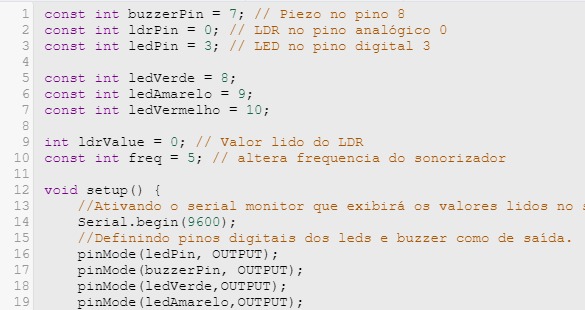 1 const int buzzerPin = 7; // Piezo no pino 8
2 const int ldrPin = 0; // LDR no pino analógico 0
3 const int ledPin = 3; // LED no pino digital 3
4
5 const int ledVerde = 8;
6 const int ledAmarelo = 9;
7 const int ledVermelho = 10;
8
9 int ldrValue = 0; // Valor lido do LDR
10 const int freq = 5; // altera frequencia do sonorizador
11
12 void setup() {
13 //Ativando o serial monitor que exibirá os valores lidos no s
14 Serial.begin(9600);
15 //Definindo pinos digitais dos leds e buzzer como de saída.
16 pinMode(ledPin, OUTPUT);
17 pinMode(buzzerPin, OUTPUT);
18 pinMode(ledVerde,OUTPUT);
19 pinMode(ledAmarelo,OUTPUT);